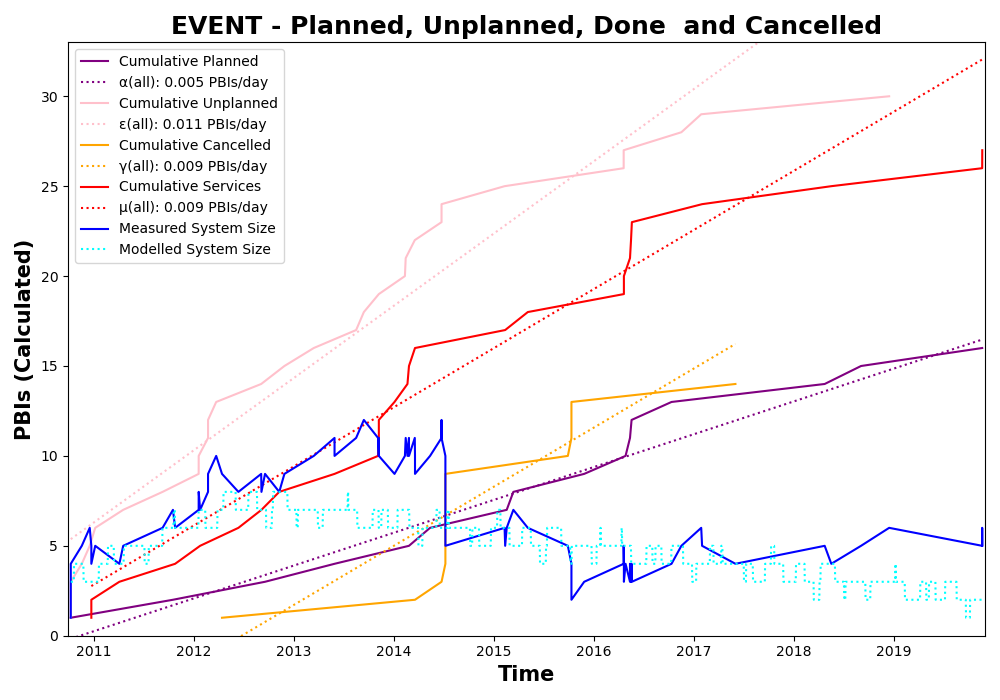 EVENT - Planned, Unplanned, Done  and Cancelled
Cumulative Planned
α(all): 0.005 PBIs/day
Cumulative Unplanned
ε(all): 0.011 PBIs/day
Cumulative Cancelled
γ(all): 0.009 PBIs/day
Cumulative Services
μ(all): 0.009 PBIs/day
Measured System Size
Modelled System Size
PBIs (Calculated)
30
25
20
15
10
5
0
2011 2012 2013 2014 2015 2016 2017 2018 2019
Time